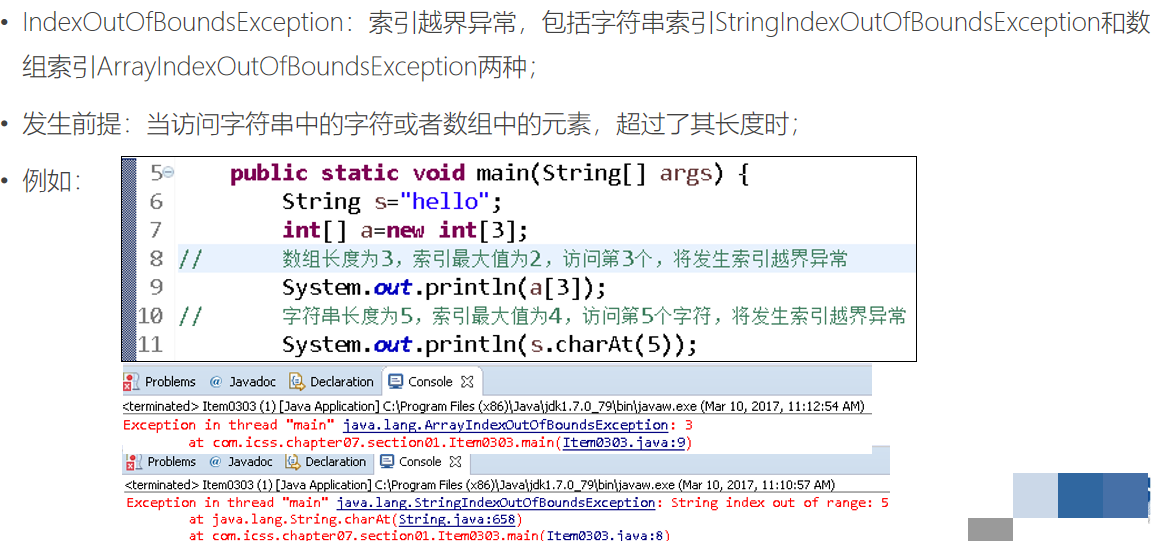 • IndexOutOfBoundsException：索引越界异常，包括字符串索引StringIndexOutOfBoundsException和数
组索引ArrayIndexOutOfBoundsException两种；
• 发生前提：当访问字符串中的字符或者数组中的元素，超过了其长度时；
• 例如：
5 public static void main(String[] args) {
6 String s="hello";
7 int[] a=new int[3];
8 // 数组长度为3，索引最大值为2，访问第3个，将发生索引越界异常
9 System.out.println(a[3]);
10 // 字符串长度为5，索引最大值为4，访问第5个字符，将发生索引越界异常
11 System.out.println(s.charAt(5));
Problems @ Javadoc Declaration Console
<terminated> Item0303 (1) [Java Application] C:\Program Files (x86)\Java\jdk1.7.0_79\bin\javaw.exe (Mar 10, 2017, 11:12:54 AM)
Exception in thread "main" java.lang.ArrayIndexOutOfBoundsException: 3
at com.icss.chapter07.section01.Item0303.main(Item0303.java:9)
Problems @ Javadoc Declaration Console
<terminated> Item0303 (1) [Java Application] C:\Program Files (x86)\Java\jdk1.7.0_79\bin\javaw.exe (Mar 10, 2017, 11:10:57 AM)
Exception in thread "main" java.lang.StringIndexOutOfBoundsException: String index out of range: 5
at java.lang.String.charAt(String.java:658)
at com.icss.chapter07.section01.Item0303.main(Item0303.java:8)